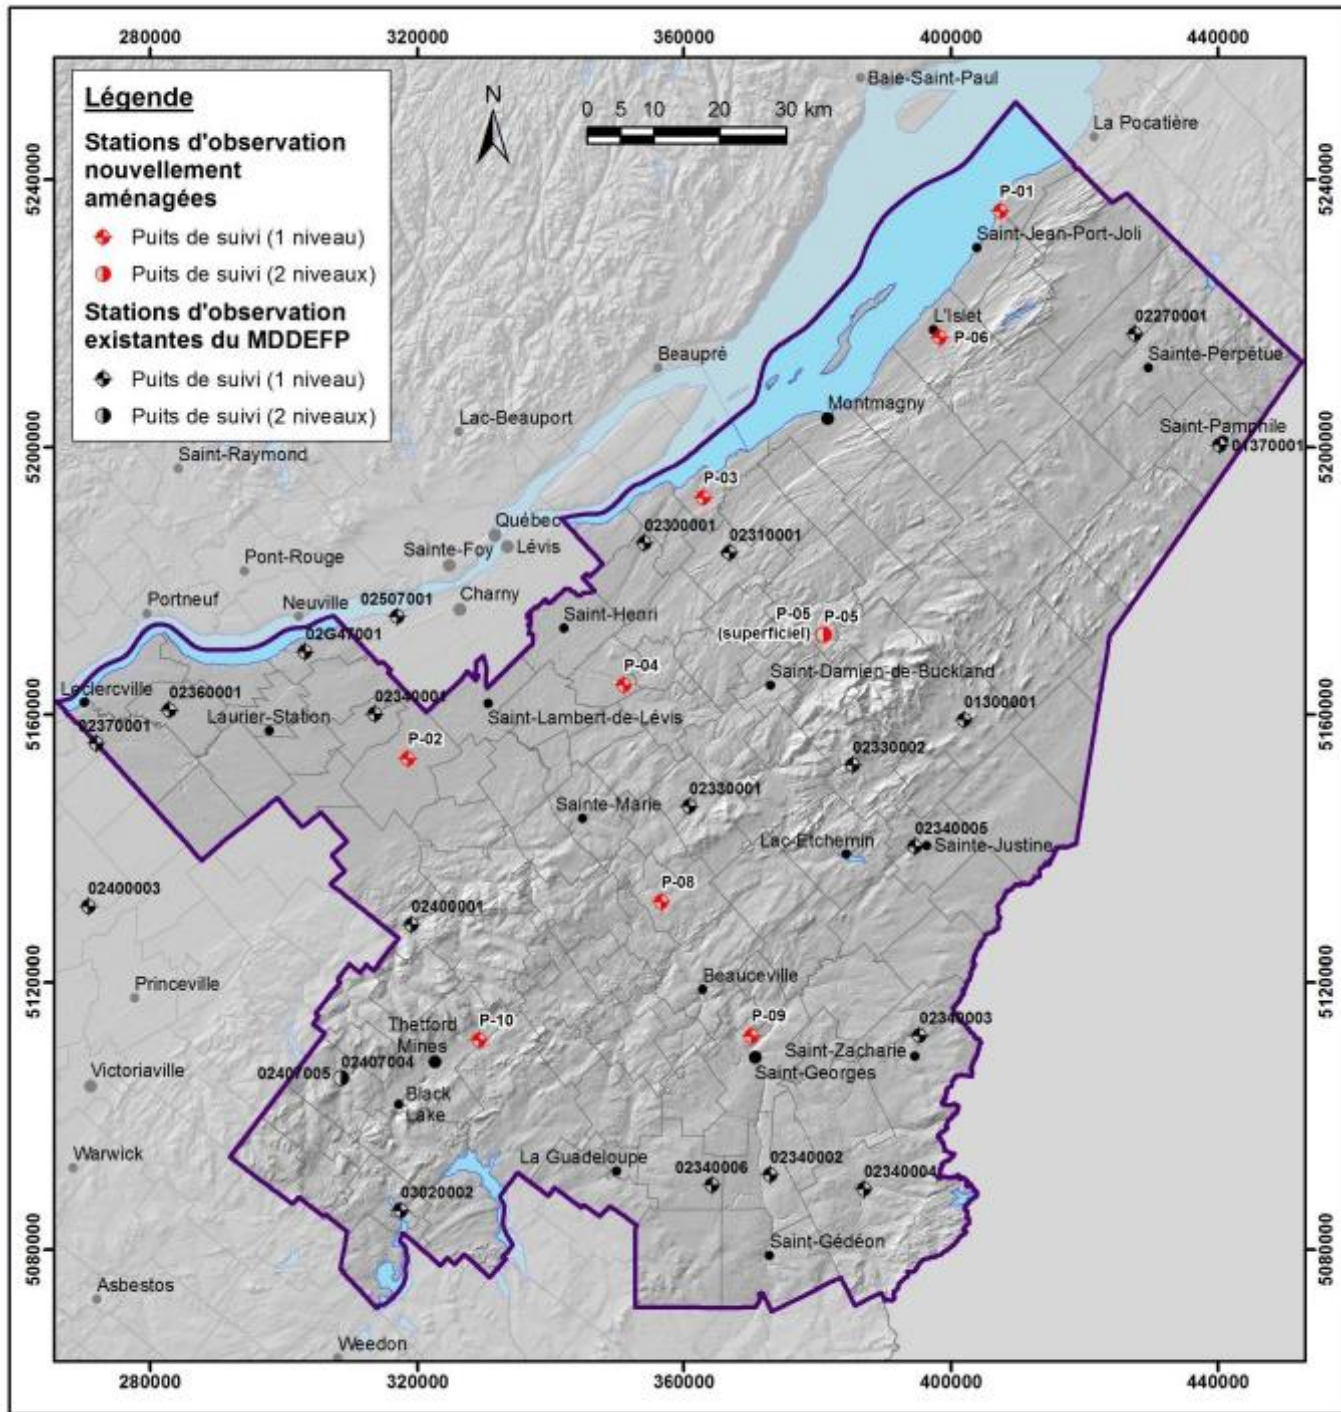 280000
320000
360000
400000
440000
Légende
Stations d'observation
nouvellement
aménagées
Puits de suivi (1 niveau)
Puits de suivi (2 niveaux)
Stations d'observation
existantes du MDDEFP
Puits de suivi (1 niveau)
Puits de suivi (2 niveaux)
N
0 5 10 20 30 km
Baie-Saint-Paul
La Pocatière
5240000
5240000
P-01
Saint-Jean-Port-Joli
L'Islet
P-06
02270001
Sainte-Perpétue
Beaupré
Montmagny
Lac-Beauport
Saint-Pamphile
01370001
5200000
5200000
Saint-Raymond
P-03
02300001
02310001
Québec
Sainte-Foy
Lévis
Pont-Rouge
Portneuf
Neuville
02507001
Charny
Saint-Henri
P-05
(superficiel)
P-05
02G47001
P-04
Saint-Damien-de-Buckland
Leclercville
02360001
02340001
Laurier-Station
Saint-Lambert-de-Lévis
01300001
5160000
5160000
02370001
P-02
02330002
02330001
Sainte-Marie
Lac-Etchemin
02340005
Sainte-Justine
02400003
P-08
02400001
Princeville
Beauceville
5120000
5120000
P-10
Thetford
Mines
P-09
02340003
Saint-Zacharie
Saint-Georges
02407005
02407004
Victoriaville
Black
Lake
Warwick
La Guadeloupe
02340006
02340002
02340004
03020002
5080000
5080000
Saint-Gédéon
Asbestos
Weedon
280000
320000
360000
400000
440000